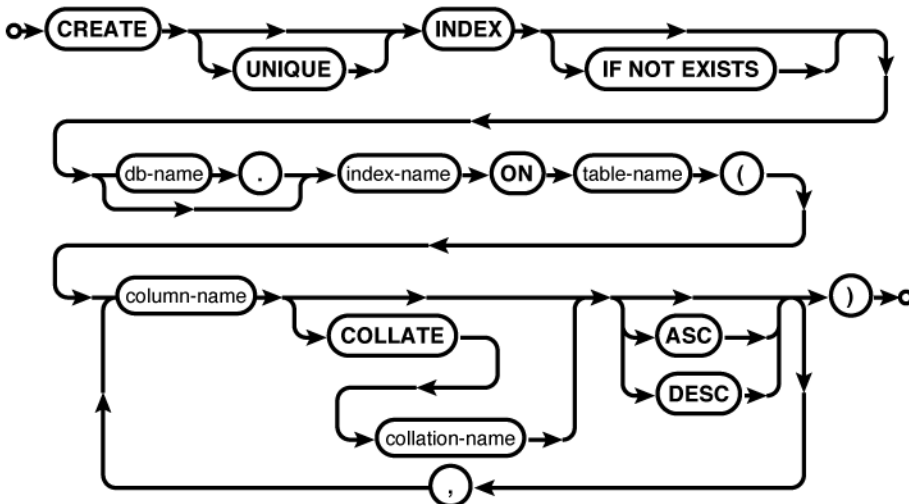 CREATE UNIQUE INDEX IF NOT EXISTS
db-name . index-name ON table-name (
column-name COLLATE collation-name ASC DESC )
,